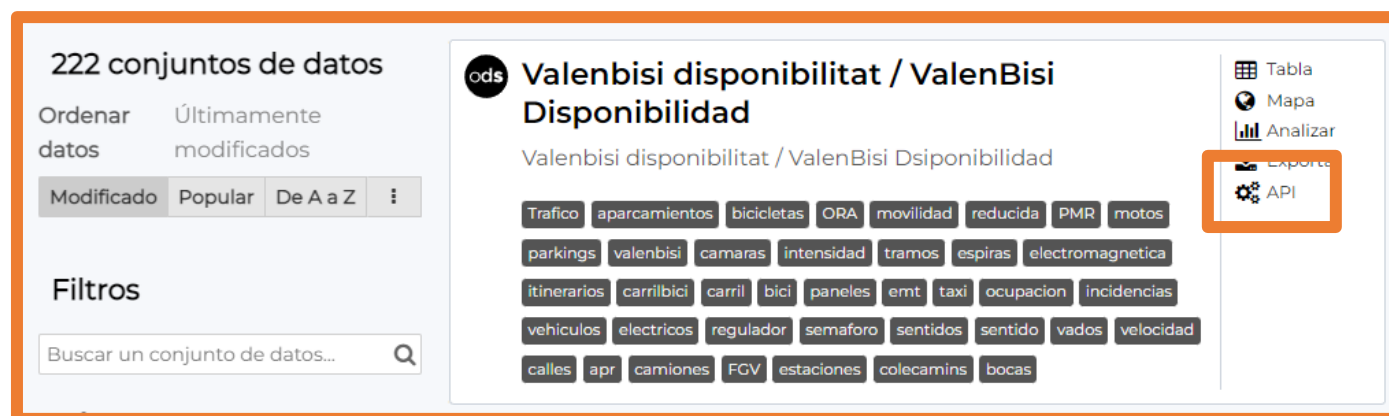 222 conjuntos de datos
Ordenar datos
Últimamente modificados
Modificado Popular De A a Z
Filtros
Buscar un conjunto de datos...
ods
Valenbisi disponibilitat / ValenBisi
Disponibilidad
Valenbisi disponibilitat / ValenBisi Dsiponibilidad
Trafico aparcamientos bicicletas ORA movilidad reducida PMR motos
parkings valenbisi camaras intensidad tramos espiras electromagnetica
itinerarios carrilbici carril bici paneles emt taxi ocupacion incidencias
vehiculos electricos regulador semaforo sentidos sentido vados velocidad
calles apr camiones FGV estaciones colecamins bocas
Tabla
Mapa
Analizar
API